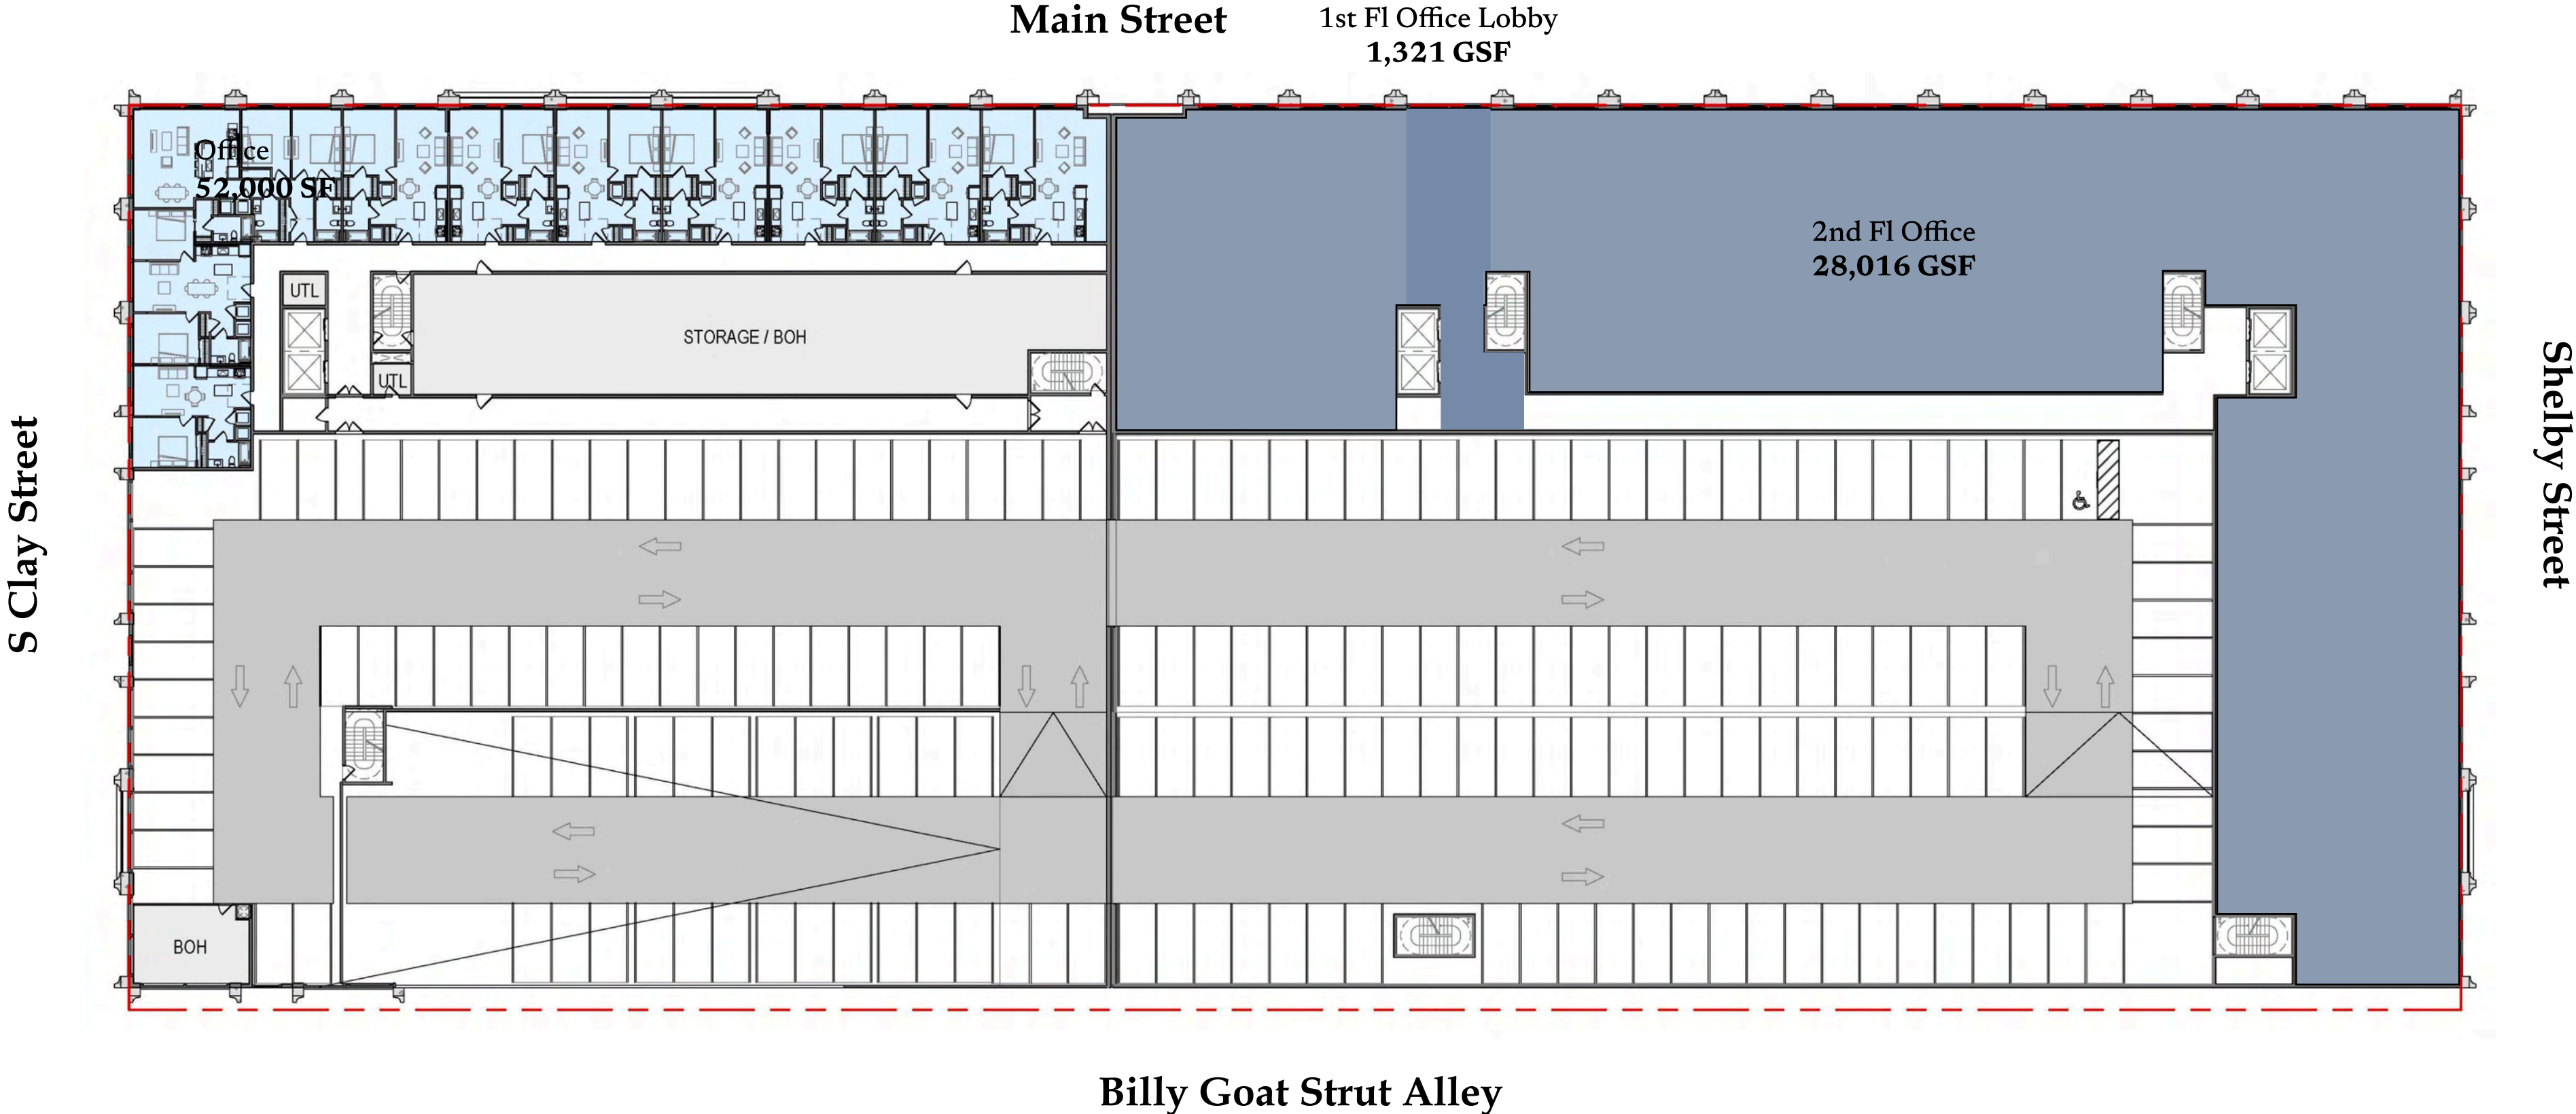 Main Street
1st Fl Office Lobby
1,321 GSF
Office
52,000 SF
2nd Fl Office
28,016 GSF
UTL
STORAGE / BOH
UTL
S Clay Street
Shelby Street
BOH
Billy Goat Strut Alley